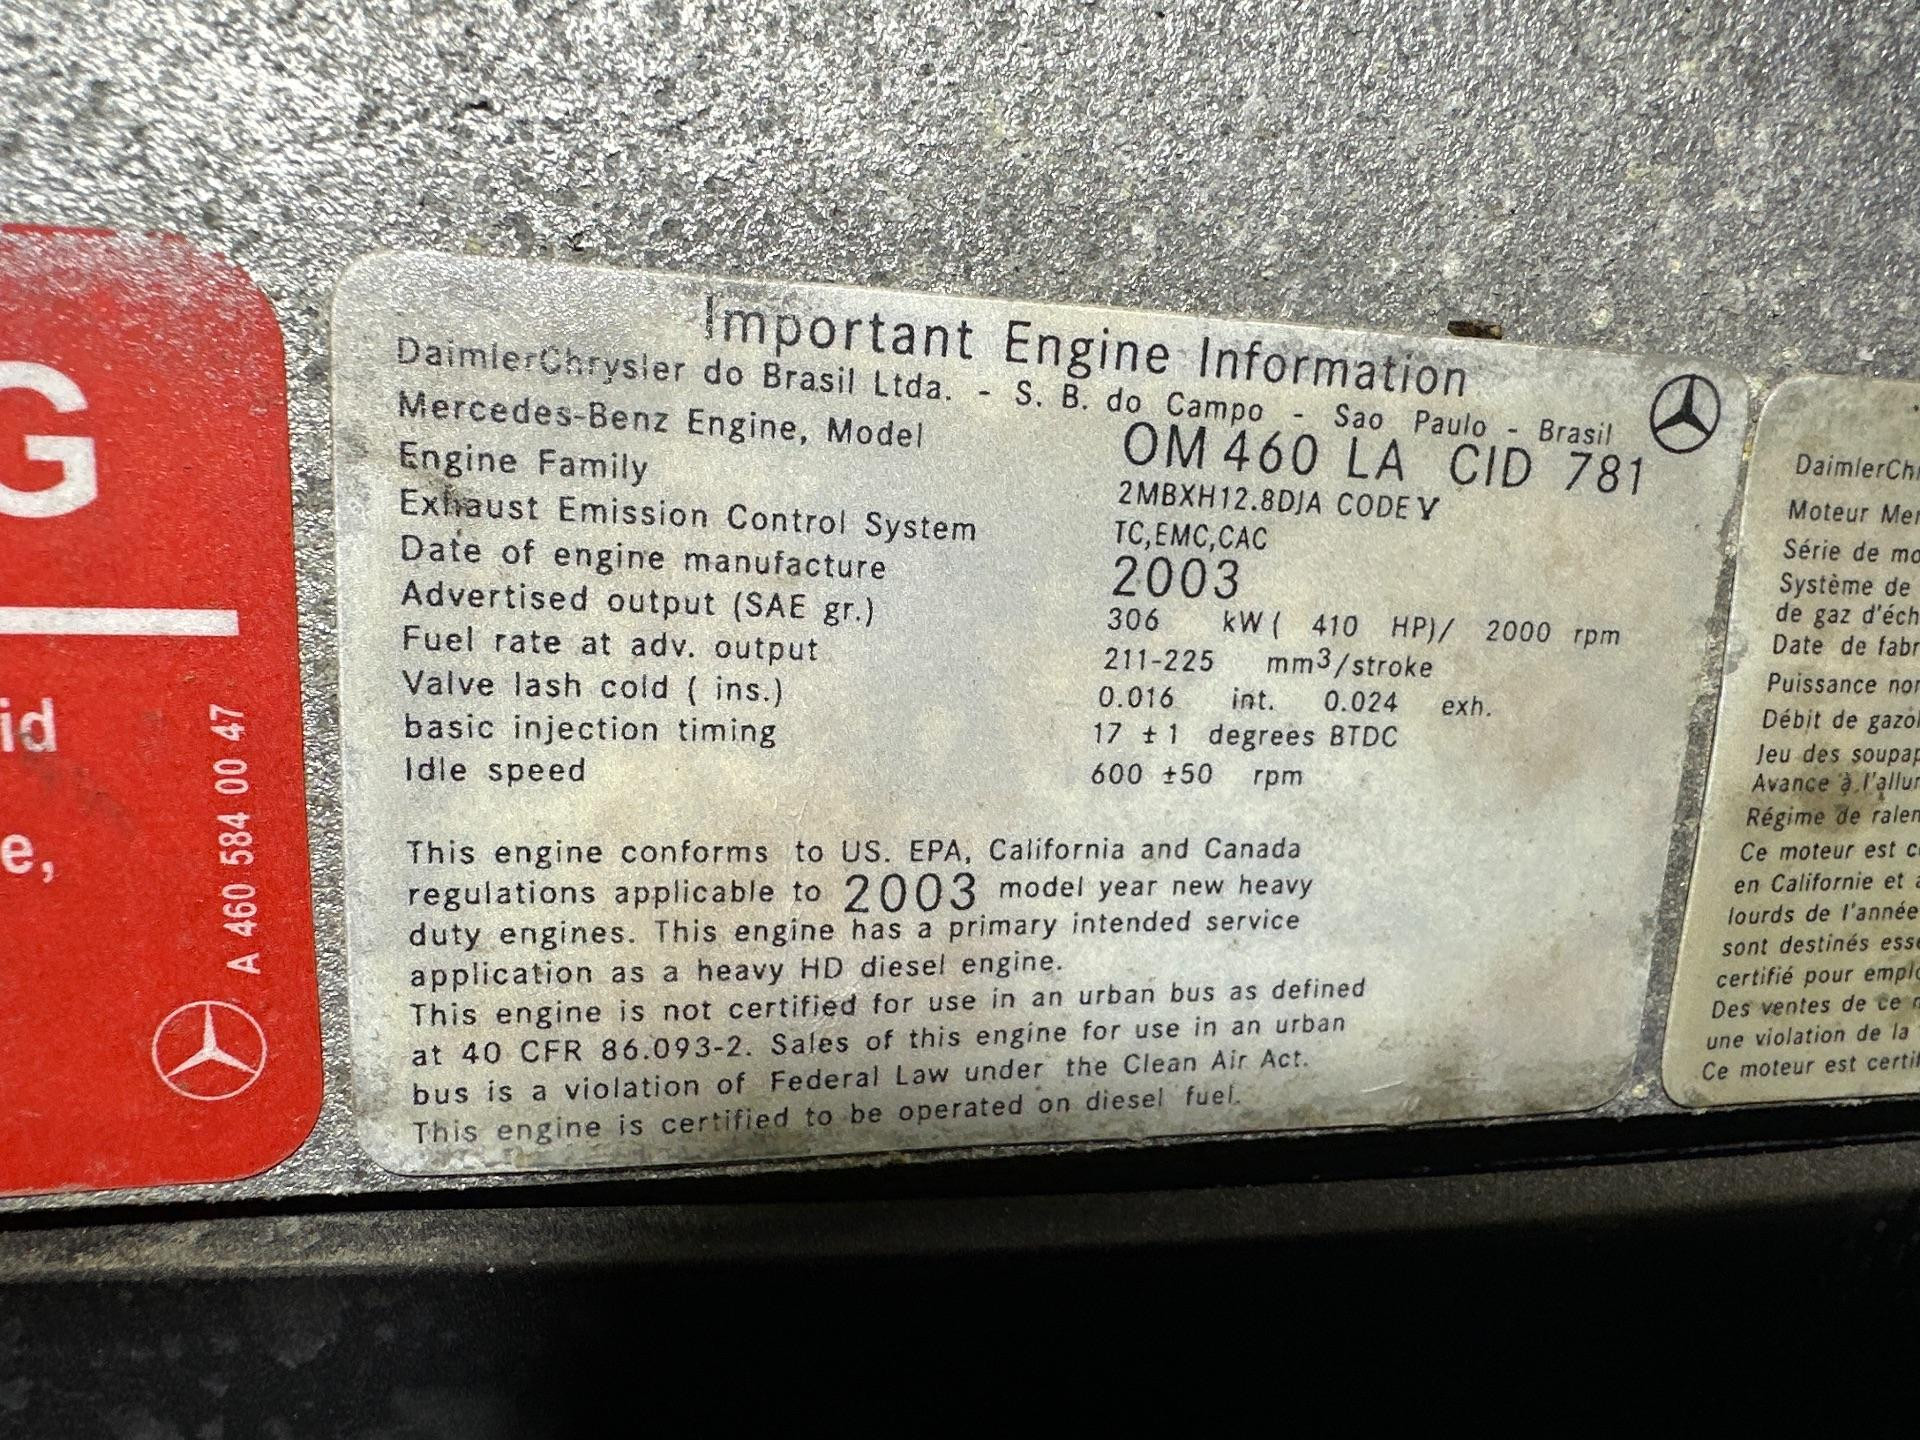 G
id
e,
A 460 584 00 47
Important Engine Information
DaimlerChrysler do Brasil Ltda. - S. B. do Campo - Sao Paulo - Brasil
Mercedes-Benz Engine, Model OM 460 LA CID 781
Engine Family 2MBXH12.8DJA CODE V
Exhaust Emission Control System TC,EMC,CAC
Date of engine manufacture 2003
Advertised output (SAE gr.) 306 kW ( 410 HP)/ 2000 rpm
Fuel rate at adv. output 211-225 mm3/stroke
Valve lash cold ( ins.) 0.016 int. 0.024 exh.
basic injection timing 17 ±1 degrees BTDC
Idle speed 600 ±50 rpm
This engine conforms to US. EPA, California and Canada
regulations applicable to 2003 model year new heavy
duty engines. This engine has a primary intended service
application as a heavy HD diesel engine.
This engine is not certified for use in an urban bus as defined
at 40 CFR 86.093-2. Sales of this engine for use in an urban
bus is a violation of Federal Law under the Clean Air Act.
This engine is certified to be operated on diesel fuel.
DaimlerCh
Moteur Mer
Série de mo
Système de
de gaz d'éch
Date de fabr
Puissance no
Débit de gazo
Jeu des soupap
Avance à l'allu
Régime de ralen
Ce moteur est c
en Californie et
lourds de l'année
sont destinés ess
certifié pour emplo
Des ventes de ce
une violation de la
Ce moteur est certif